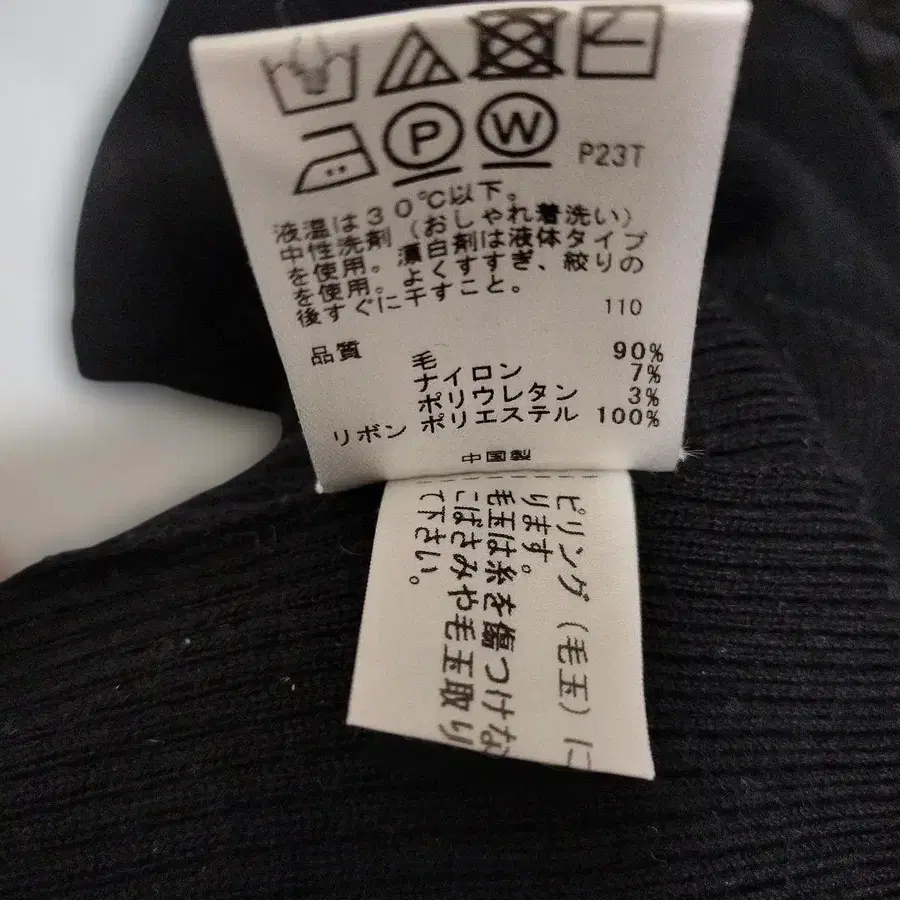 P W P23T
液温は30℃以下。
中性洗剤（おしゃれ着洗い）
を使用。漂白剤は液体タイプ
を使用。よくすすぎ、絞りの
後すぐに干すこと。
110
品質 毛 90%
ナイロン 7%
ポリウレタン 3%
リボン ポリエステル 100%
中国製
ピリング（毛玉）に
ります。
毛玉は糸を傷つけな
こばさみや毛玉取り
て下さい。